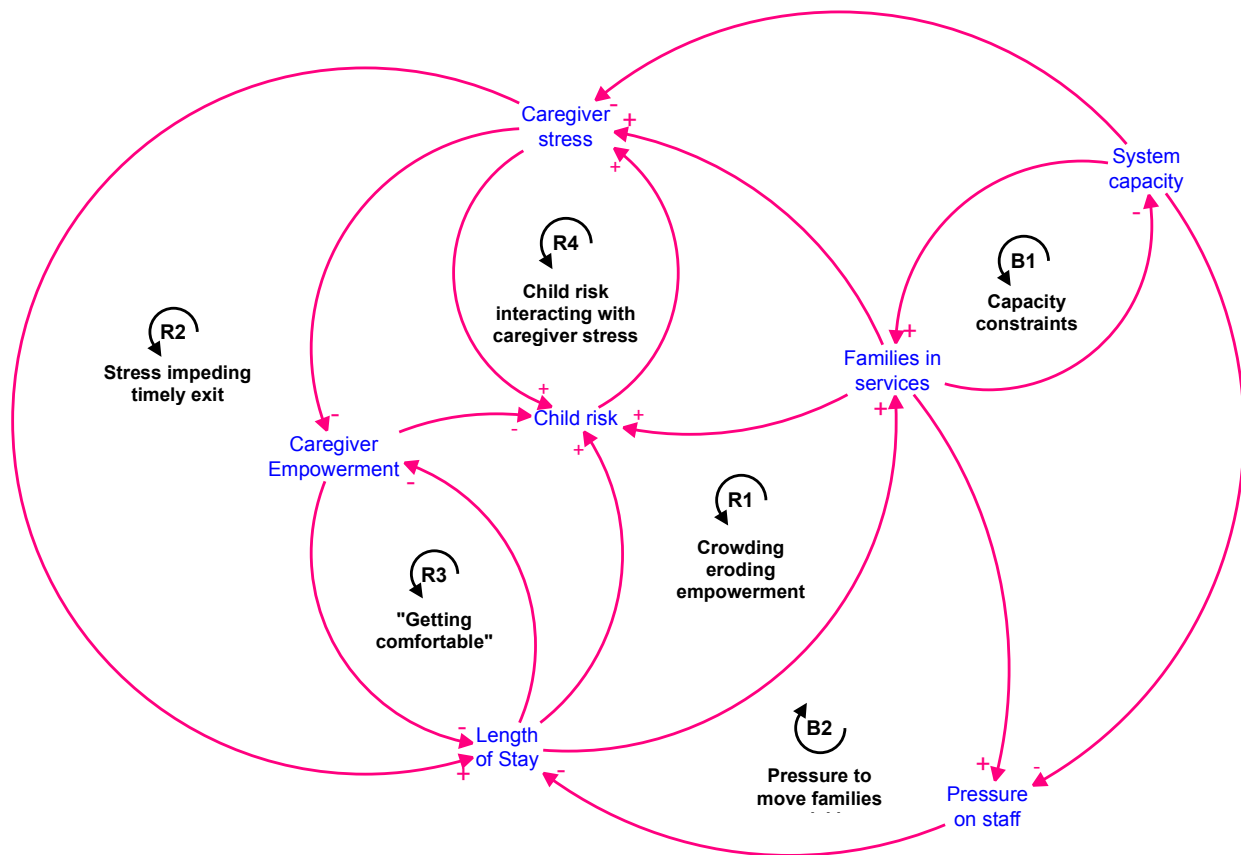 Caregiver
stress
-
+
+
System
capacity
-
R4
Child risk
interacting with
caregiver stress
B1
Capacity
constraints
R2
Stress impeding
timely exit
+
Families in
services
+
-
Caregiver
Empowerment
-
-
+
Child risk
+
+
R1
Crowding
eroding
empowerment
R3
"Getting
comfortable"
-
Length
of Stay
+
-
B2
Pressure to
move families
+
-
Pressure
on staff